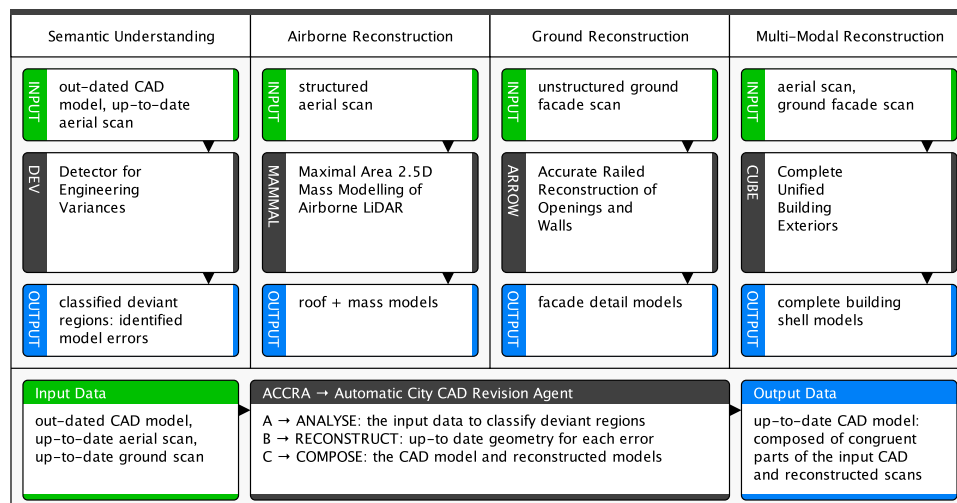 Semantic Understanding
Airborne Reconstruction
Ground Reconstruction
Multi-Modal Reconstruction
INPUT
out-dated CAD
model, up-to-date
aerial scan
INPUT
structured
aerial scan
INPUT
unstructured ground
facade scan
INPUT
aerial scan,
ground facade scan
DEV
Detector for
Engineering
Variances
MAMMAL
Maximal Area 2.5D
Mass Modelling of
Airborne LiDAR
ARROW
Accurate Railed
Reconstruction of
Openings and
Walls
CUBE
Complete
Unified
Building
Exteriors
OUTPUT
classified deviant
regions: identified
model errors
OUTPUT
roof + mass models
OUTPUT
facade detail models
OUTPUT
complete building
shell models
Input Data
out-dated CAD model,
up-to-date aerial scan,
up-to-date ground scan
ACCRA → Automatic City CAD Revision Agent
A → ANALYSE: the input data to classify deviant regions
B → RECONSTRUCT: up-to date geometry for each error
C → COMPOSE: the CAD model and reconstructed models
Output Data
up-to-date CAD model:
composed of congruent
parts of the input CAD
and reconstructed scans